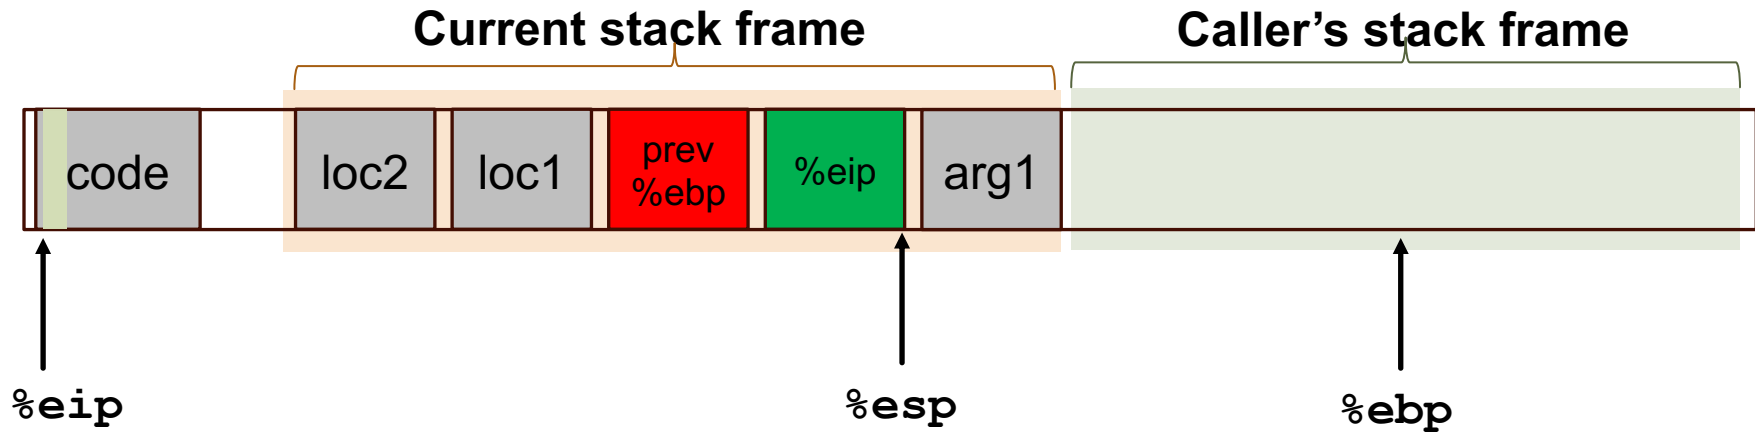 Current stack frame
Caller’s stack frame
code
loc2
loc1
prev
%ebp
%eip
arg1
%eip
%esp
%ebp